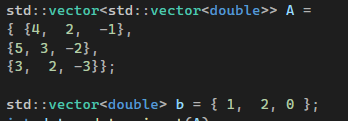 std::vector<std::vector<double>> A =
{ {4,  2,  -1},
{5, 3, -2},
{3,  2, -3}};

std::vector<double> b = { 1,  2, 0 };